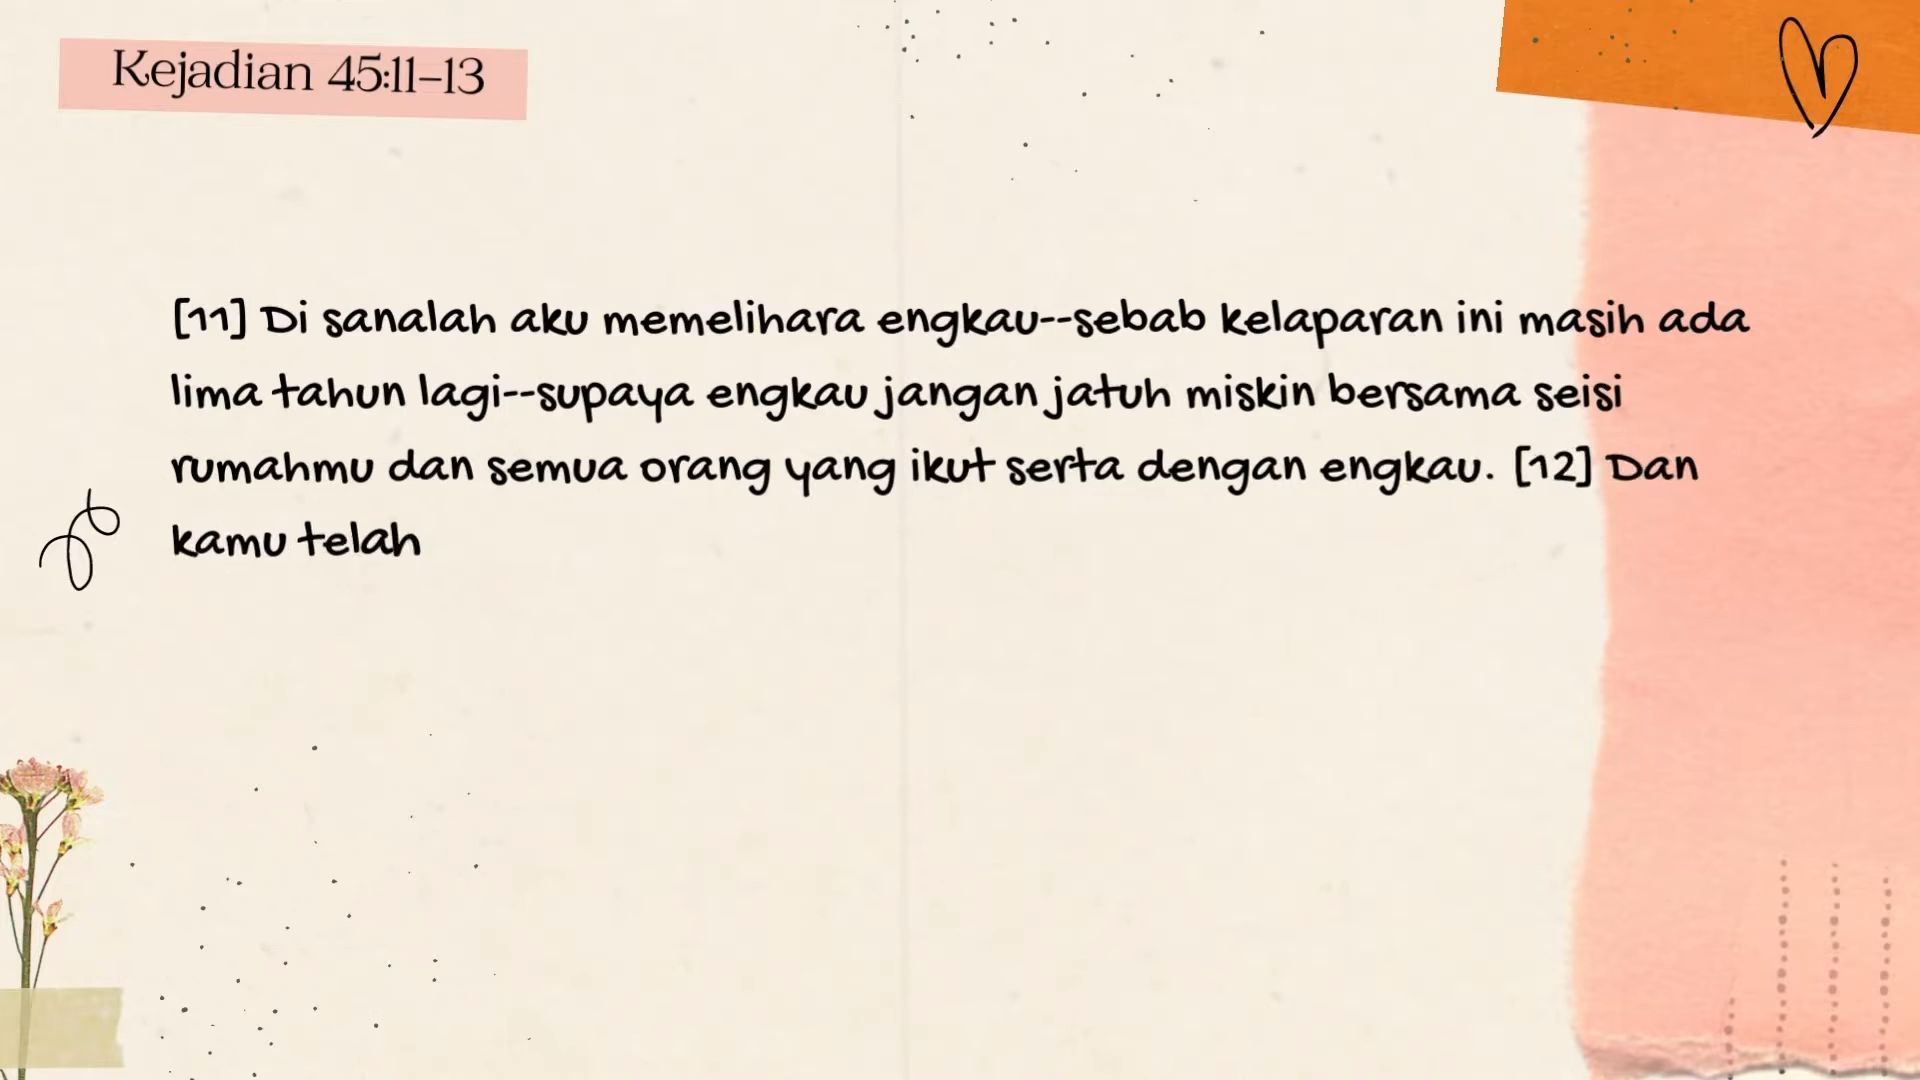 Kejadian 45:11-13
[11] Di sanalah aku memelihara engkau--sebab kelaparan ini masih ada
lima tahun lagi--supaya engkau jangan jatuh miskin bersama seisi
rumahmu dan semua orang yang ikut serta dengan engkau. [12] Dan
kamu telah